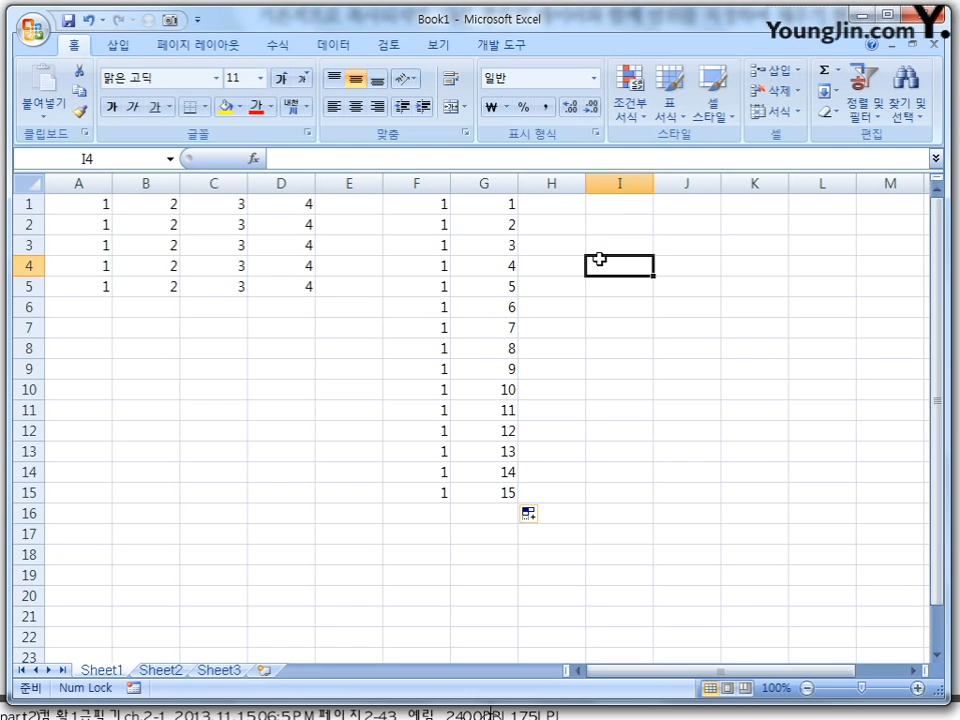 Book1 - Microsoft Excel
YoungJin.com Y.
홈 삽입 페이지 레이아웃 수식 데이터 검토 보기 개발 도구
붙여넣기
맑은 고딕 11
가 가 가
일반
조건부 서식 표 서식 셀 스타일
삽입
삭제
서식
정렬 및 필터 찾기 및 선택
클립보드 글꼴 맞춤 표시 형식 스타일 셀 편집
I4 fx
A B C D E F G H I J K L M
1 1 2 3 4 1 1
2 1 2 3 4 1 2
3 1 2 3 4 1 3
4 1 2 3 4 1 4
5 1 2 3 4 1 5
6 1 6
7 1 7
8 1 8
9 1 9
10 1 10
11 1 11
12 1 12
13 1 13
14 1 14
15 1 15
16
17
18
19
20
21
22
23
Sheet1 Sheet2 Sheet3
준비 Num Lock 100%